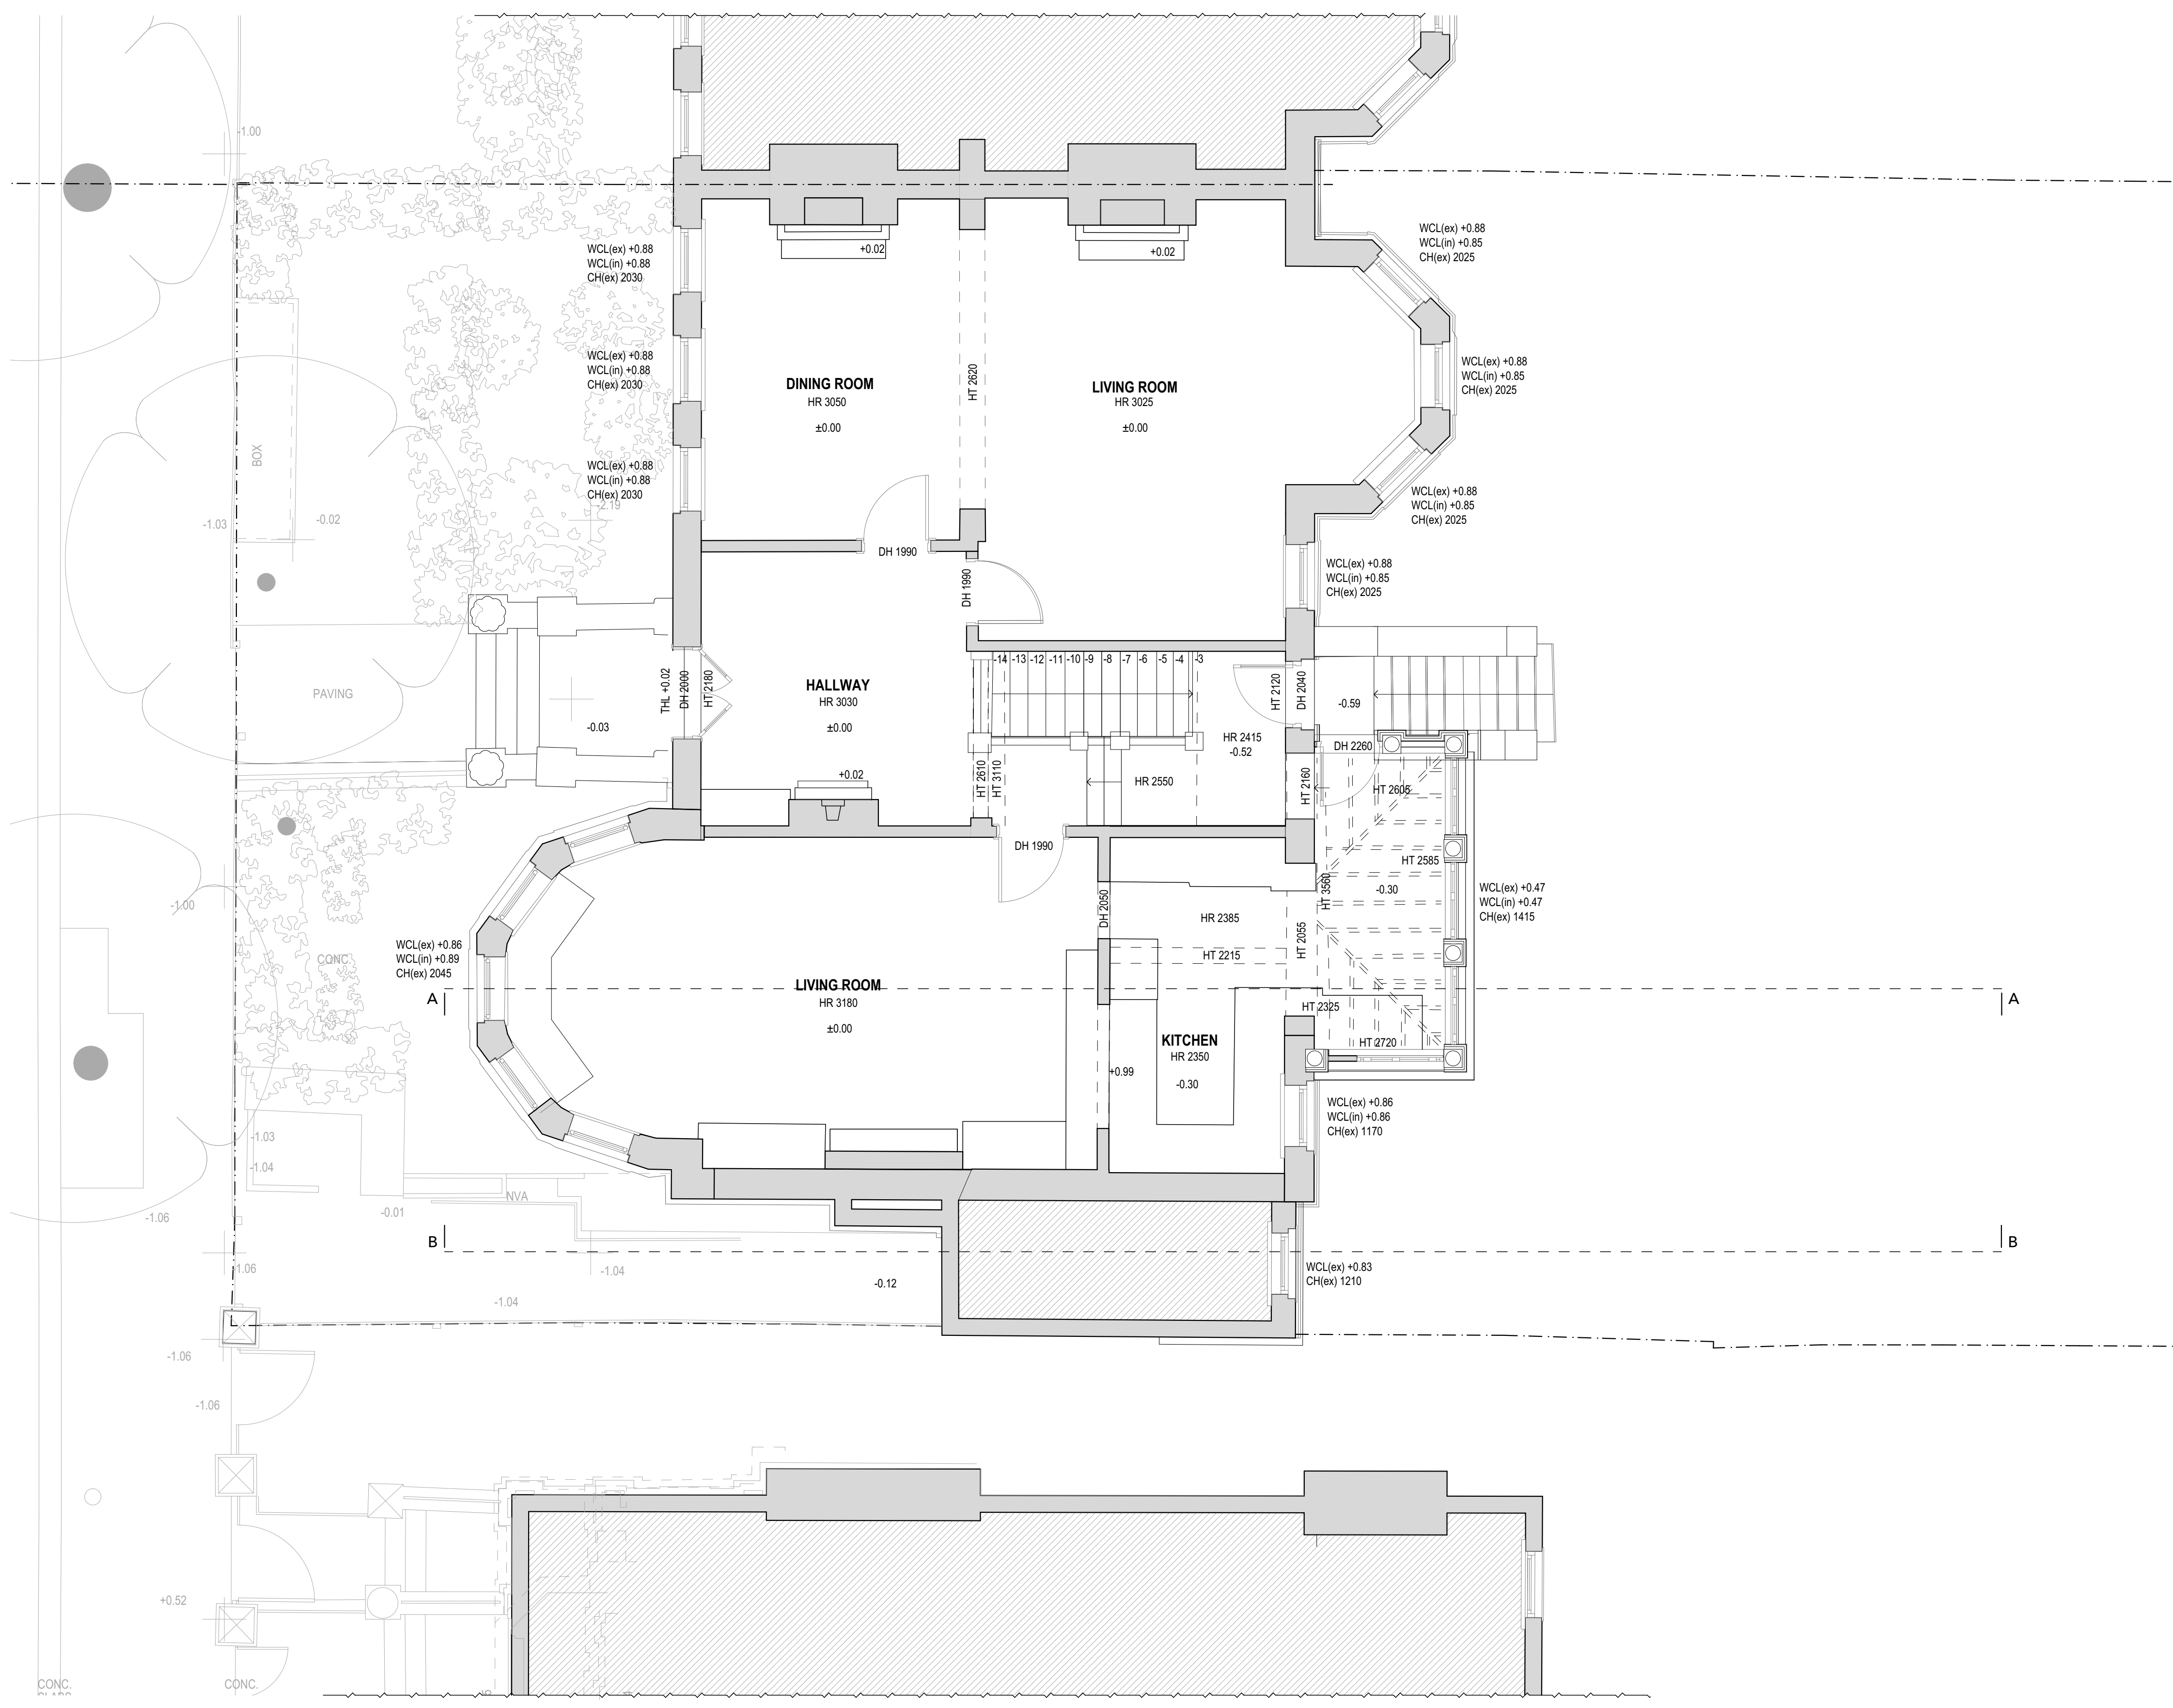 -1.00
WCL(ex) +0.88
WCL(in) +0.88
CH(ex) 2030
+0.02
+0.02
WCL(ex) +0.88
WCL(in) +0.85
CH(ex) 2025
WCL(ex) +0.88
WCL(in) +0.88
CH(ex) 2030
DINING ROOM
HR 3050
±0.00
HT 2620
LIVING ROOM
HR 3025
±0.00
WCL(ex) +0.88
WCL(in) +0.85
CH(ex) 2025
BOX
-1.03
-0.02
WCL(ex) +0.88
WCL(in) +0.88
CH(ex) 2030
-2.19
WCL(ex) +0.88
WCL(in) +0.85
CH(ex) 2025
DH 1990
DH 1990
WCL(ex) +0.88
WCL(in) +0.85
CH(ex) 2025
PAVING
-0.03
THL +0.02
DH 2000
HT 2180
HALLWAY
HR 3030
±0.00
+0.02
-14
-13
-12
-11
-10
-9
-8
-7
-6
-5
-4
-3
HT 2120
DH 2040
-0.59
HR 2415
-0.52
DH 2260
HT 2610
HT 3110
HR 2550
HT 2160
HT 2605
DH 1990
HT 2585
-1.00
DH 2050
HR 2385
HT 3560
-0.30
WCL(ex) +0.47
WCL(in) +0.47
CH(ex) 1415
CONC.
WCL(ex) +0.86
WCL(in) +0.89
CH(ex) 2045
HT 2215
HT 2055
A
A
LIVING ROOM
HR 3180
±0.00
HT 2325
KITCHEN
HR 2350
-0.30
+0.99
HT 2720
WCL(ex) +0.86
WCL(in) +0.86
CH(ex) 1170
-1.03
-1.04
NVA
-0.01
-1.06
B
B
-1.06
-1.04
-0.12
WCL(ex) +0.83
CH(ex) 1210
-1.04
-1.06
-1.06
+0.52
CONC.
CONC.